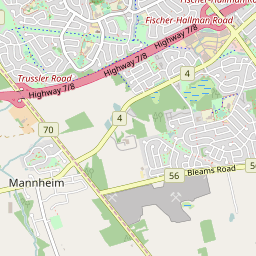 Fischer-Hallman Road
Fischer-Hallman
Road
Highway 7/8
Highway 7/8
Trussler Road
Highway 7/8
4
4
70
Bleams Road
56
Mannheim